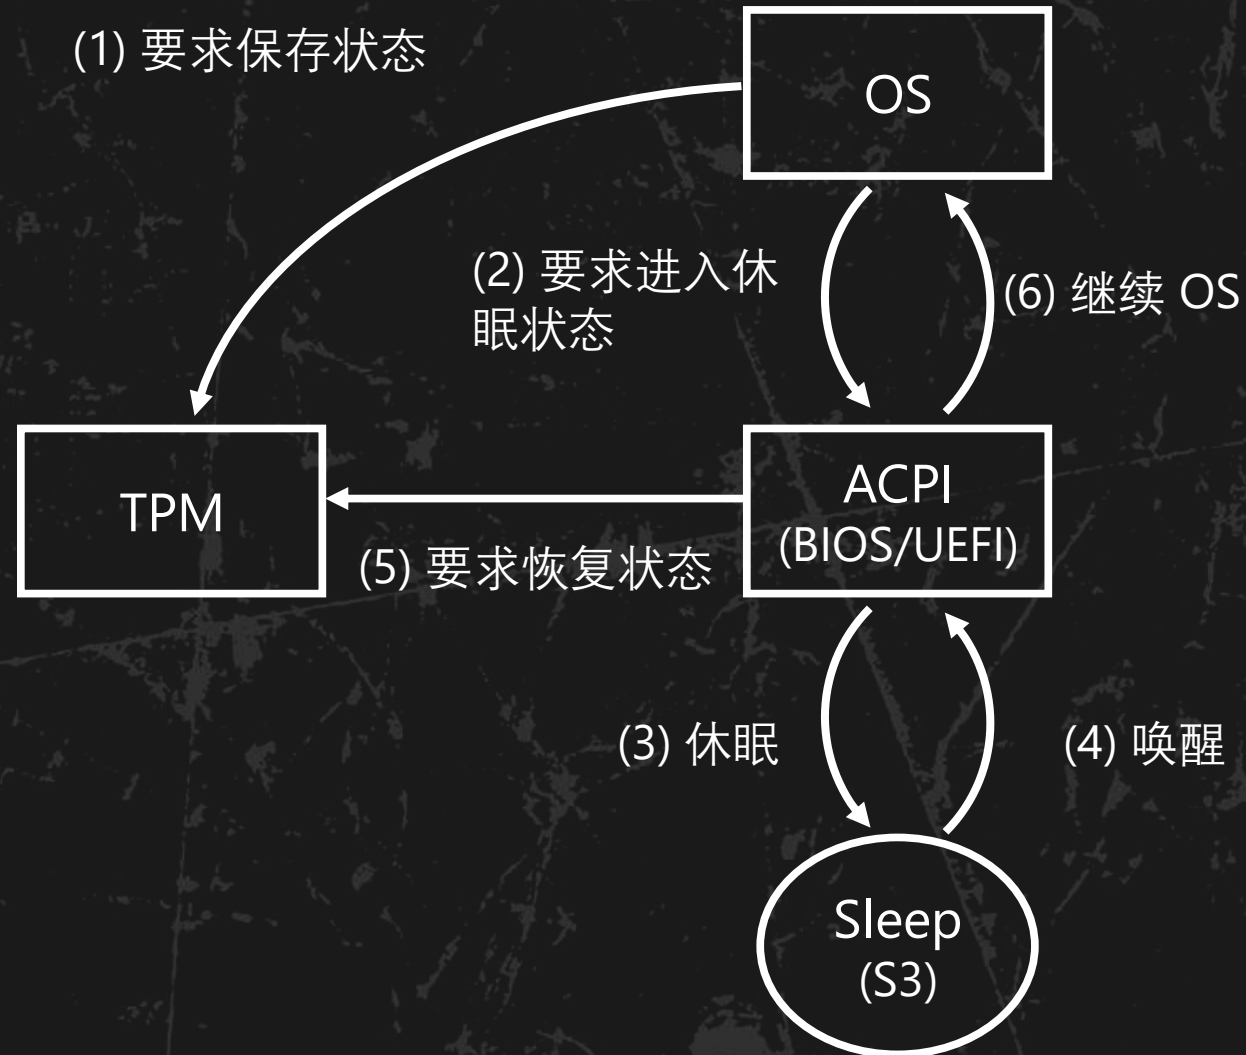 (1) 要求保存状态
OS
(2) 要求进入休
眠状态
(6) 继续 OS
TPM
ACPI
(BIOS/UEFI)
(5) 要求恢复状态
(3) 休眠
(4) 唤醒
Sleep
(S3)